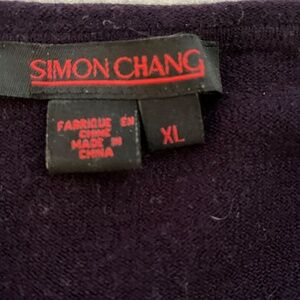 SIMON CHANG
FABRIQUE EN
CHINE
MADE IN
CHINA
XL